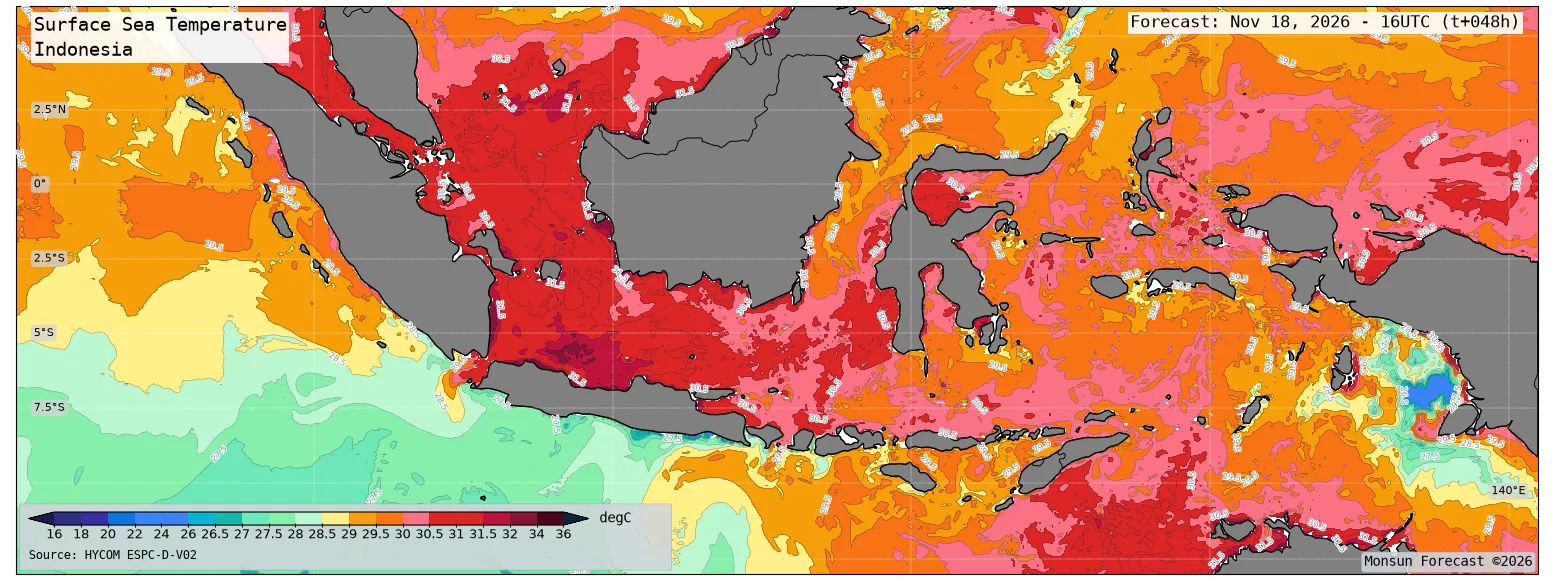 Surface Sea Temperature
Indonesia
Forecast: Nov 18, 2026 - 16UTC (t+048h)
2.5°N
0°
2.5°S
5°S
7.5°S
140°E
degC
16 18 20 22 24 26 26.5 27 27.5 28 28.5 29 29.5 30 30.5 31 31.5 32 34 36
Source: HYCOM ESPC-D-V02
Monsun Forecast ©2026